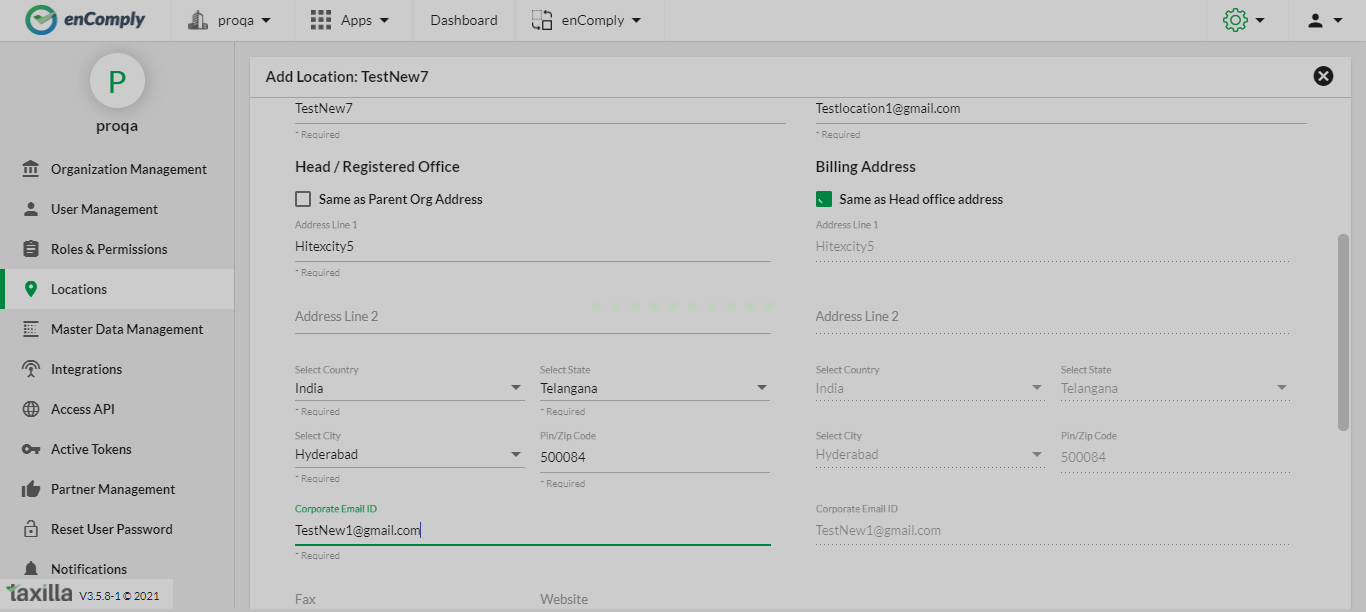 enComply proqa Apps Dashboard enComply
P
proqa
Organization Management
User Management
Roles & Permissions
Locations
Master Data Management
Integrations
Access API
Active Tokens
Partner Management
Reset User Password
Notifications
taxilla V3.5.8-1 © 2021
Add Location: TestNew7
TestNew7 Testlocation1@gmail.com
* Required * Required
Head / Registered Office Billing Address
Same as Parent Org Address Same as Head office address
Address Line 1 Address Line 1
Hitexcity5 Hitexcity5
* Required
Address Line 2 Address Line 2
Select Country Select State Select Country Select State
India Telangana India Telangana
* Required * Required
Select City Pin/Zip Code Select City Pin/Zip Code
Hyderabad 500084 Hyderabad 500084
* Required * Required
Corporate Email ID Corporate Email ID
TestNew1@gmail.com TestNew1@gmail.com
* Required
Fax Website